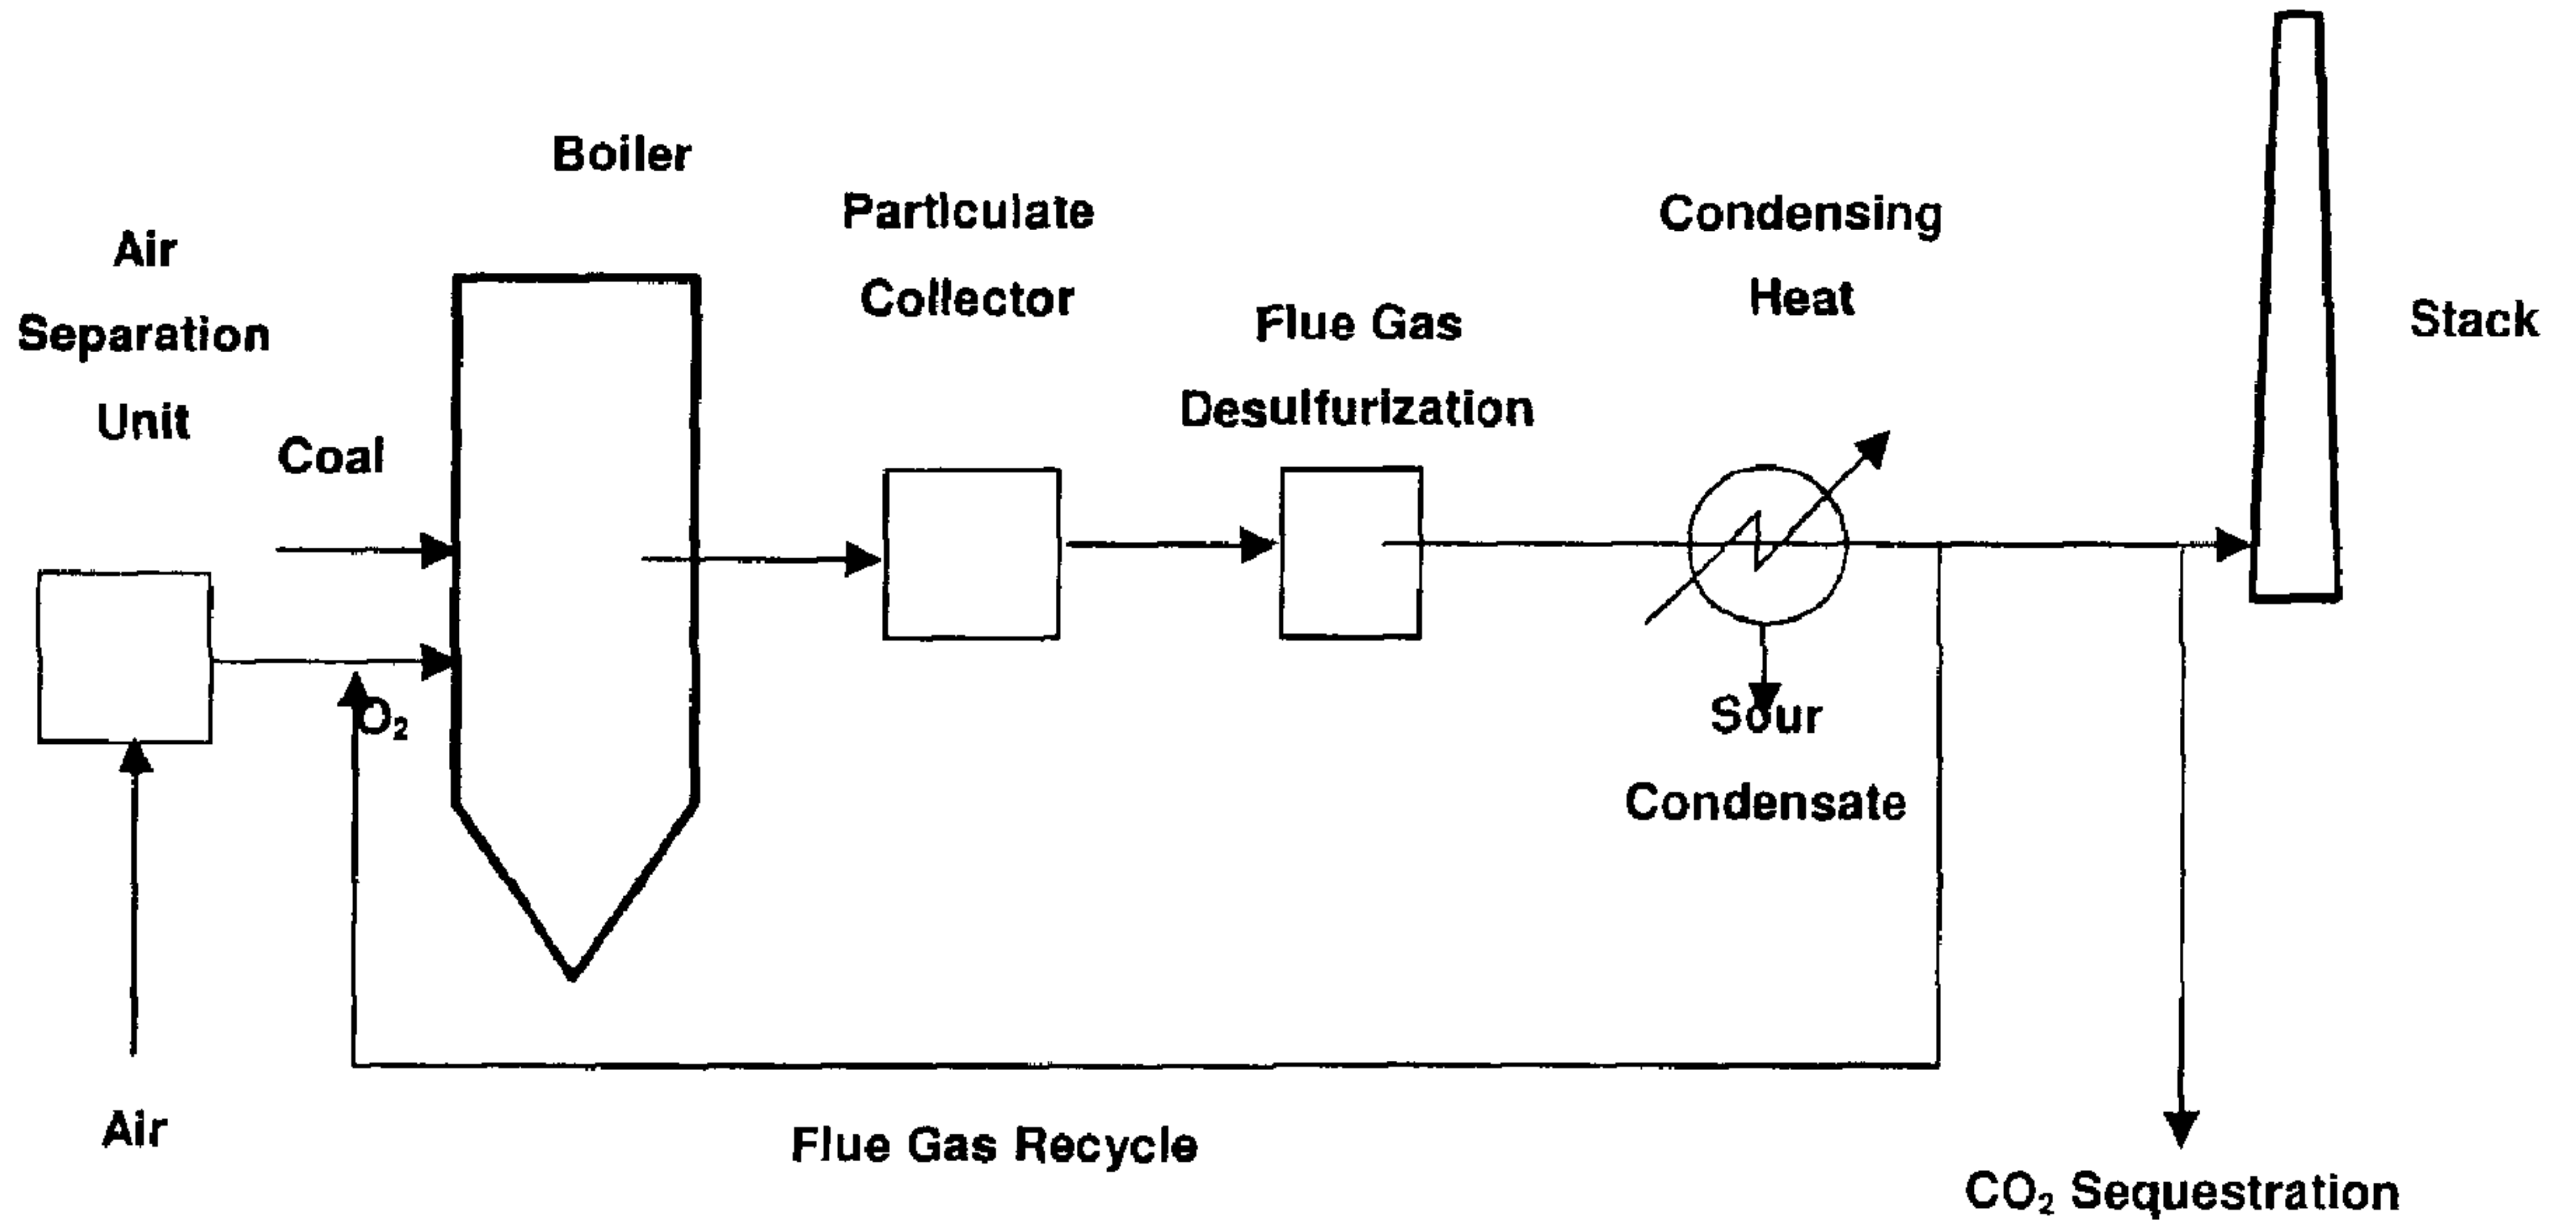 Boiler
Air
Separation
Unit
Coal
Particulate
Collector
Flue Gas
Desulfurization
Condensing
Heat
Stack
O₂
Sour
Condensate
Air
Flue Gas Recycle
CO₂ Sequestration